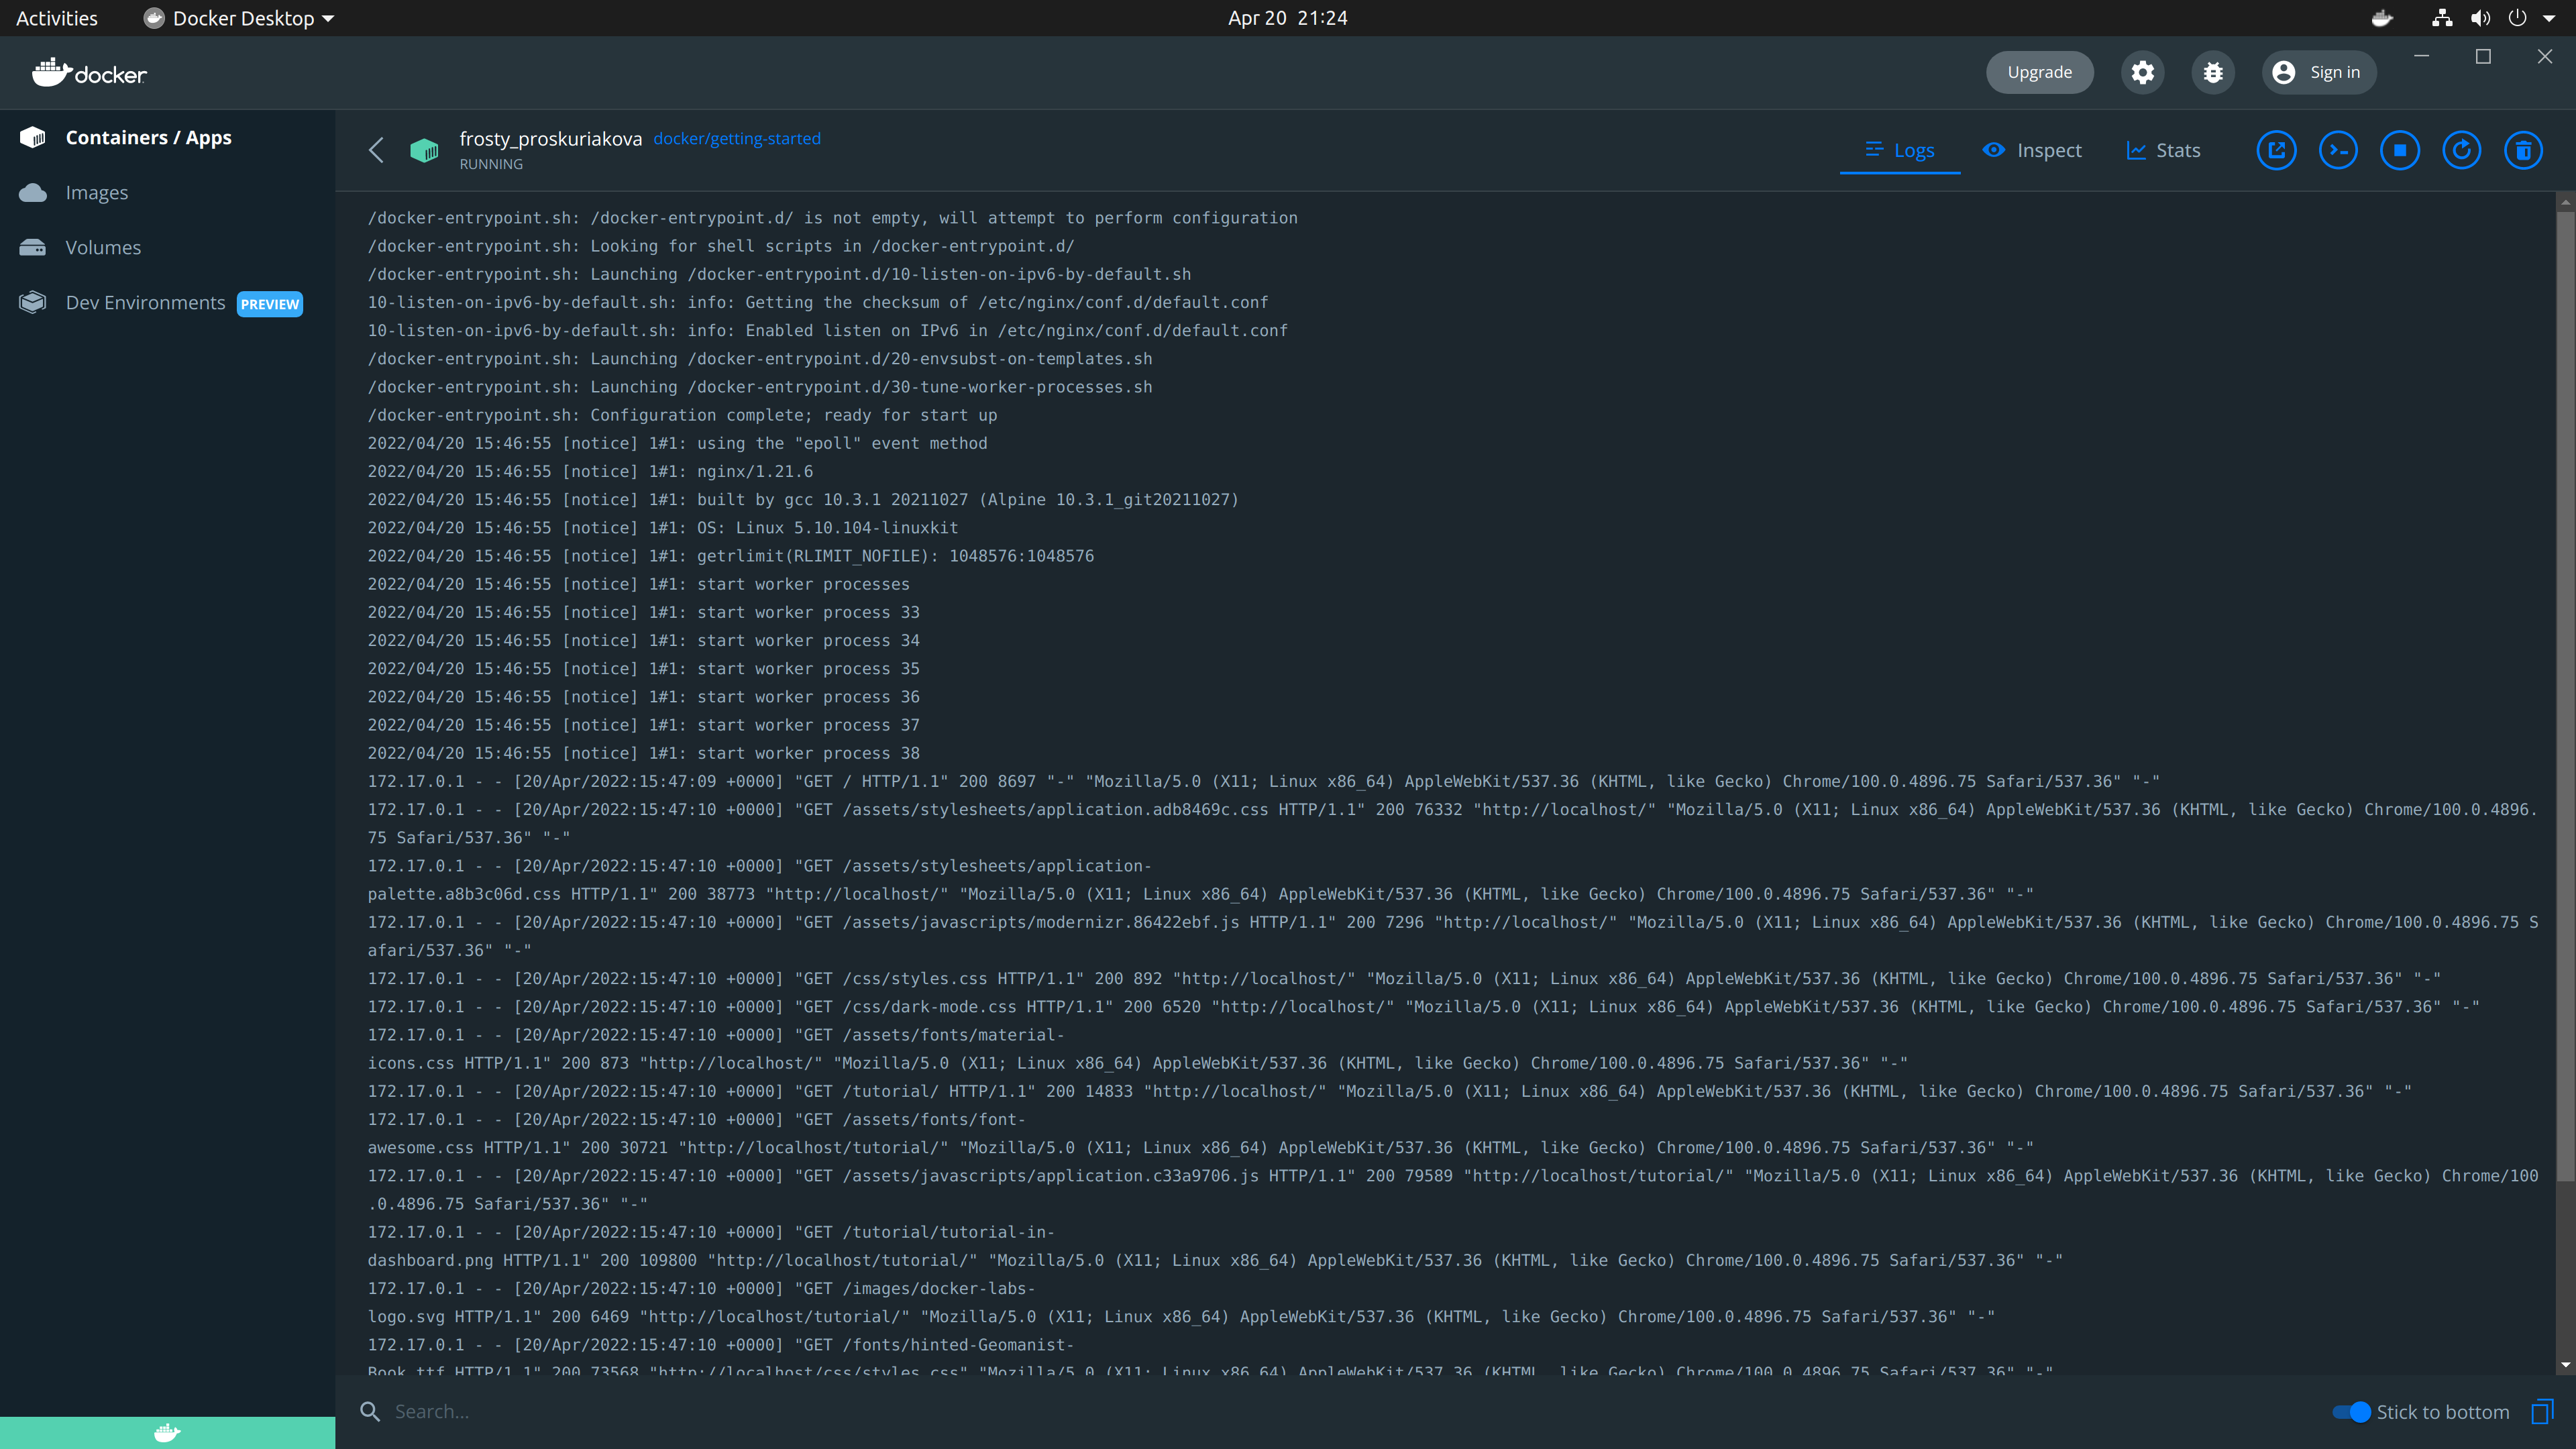 Activities
Docker Desktop
Apr 20 21:24
docker
Upgrade
Sign in
Containers / Apps
Images
Volumes
Dev Environments PREVIEW
frosty_proskuriakova docker/getting-started
RUNNING
Logs
Inspect
Stats
/docker-entrypoint.sh: /docker-entrypoint.d/ is not empty, will attempt to perform configuration
/docker-entrypoint.sh: Looking for shell scripts in /docker-entrypoint.d/
/docker-entrypoint.sh: Launching /docker-entrypoint.d/10-listen-on-ipv6-by-default.sh
10-listen-on-ipv6-by-default.sh: info: Getting the checksum of /etc/nginx/conf.d/default.conf
10-listen-on-ipv6-by-default.sh: info: Enabled listen on IPv6 in /etc/nginx/conf.d/default.conf
/docker-entrypoint.sh: Launching /docker-entrypoint.d/20-envsubst-on-templates.sh
/docker-entrypoint.sh: Launching /docker-entrypoint.d/30-tune-worker-processes.sh
/docker-entrypoint.sh: Configuration complete; ready for start up
2022/04/20 15:46:55 [notice] 1#1: using the "epoll" event method
2022/04/20 15:46:55 [notice] 1#1: nginx/1.21.6
2022/04/20 15:46:55 [notice] 1#1: built by gcc 10.3.1 20211027 (Alpine 10.3.1_git20211027)
2022/04/20 15:46:55 [notice] 1#1: OS: Linux 5.10.104-linuxkit
2022/04/20 15:46:55 [notice] 1#1: getrlimit(RLIMIT_NOFILE): 1048576:1048576
2022/04/20 15:46:55 [notice] 1#1: start worker processes
2022/04/20 15:46:55 [notice] 1#1: start worker process 33
2022/04/20 15:46:55 [notice] 1#1: start worker process 34
2022/04/20 15:46:55 [notice] 1#1: start worker process 35
2022/04/20 15:46:55 [notice] 1#1: start worker process 36
2022/04/20 15:46:55 [notice] 1#1: start worker process 37
2022/04/20 15:46:55 [notice] 1#1: start worker process 38
172.17.0.1 - - [20/Apr/2022:15:47:09 +0000] "GET / HTTP/1.1" 200 8697 "-" "Mozilla/5.0 (X11; Linux x86_64) AppleWebKit/537.36 (KHTML, like Gecko) Chrome/100.0.4896.75 Safari/537.36" "-"
172.17.0.1 - - [20/Apr/2022:15:47:10 +0000] "GET /assets/stylesheets/application.adb8469c.css HTTP/1.1" 200 76332 "http://localhost/" "Mozilla/5.0 (X11; Linux x86_64) AppleWebKit/537.36 (KHTML, like Gecko) Chrome/100.0.4896.
75 Safari/537.36" "-"
172.17.0.1 - - [20/Apr/2022:15:47:10 +0000] "GET /assets/stylesheets/application-
palette.a8b3c06d.css HTTP/1.1" 200 38773 "http://localhost/" "Mozilla/5.0 (X11; Linux x86_64) AppleWebKit/537.36 (KHTML, like Gecko) Chrome/100.0.4896.75 Safari/537.36" "-"
172.17.0.1 - - [20/Apr/2022:15:47:10 +0000] "GET /assets/javascripts/modernizr.86422ebf.js HTTP/1.1" 200 7296 "http://localhost/" "Mozilla/5.0 (X11; Linux x86_64) AppleWebKit/537.36 (KHTML, like Gecko) Chrome/100.0.4896.75 S
afari/537.36" "-"
172.17.0.1 - - [20/Apr/2022:15:47:10 +0000] "GET /css/styles.css HTTP/1.1" 200 892 "http://localhost/" "Mozilla/5.0 (X11; Linux x86_64) AppleWebKit/537.36 (KHTML, like Gecko) Chrome/100.0.4896.75 Safari/537.36" "-"
172.17.0.1 - - [20/Apr/2022:15:47:10 +0000] "GET /css/dark-mode.css HTTP/1.1" 200 6520 "http://localhost/" "Mozilla/5.0 (X11; Linux x86_64) AppleWebKit/537.36 (KHTML, like Gecko) Chrome/100.0.4896.75 Safari/537.36" "-"
172.17.0.1 - - [20/Apr/2022:15:47:10 +0000] "GET /assets/fonts/material-
icons.css HTTP/1.1" 200 873 "http://localhost/" "Mozilla/5.0 (X11; Linux x86_64) AppleWebKit/537.36 (KHTML, like Gecko) Chrome/100.0.4896.75 Safari/537.36" "-"
172.17.0.1 - - [20/Apr/2022:15:47:10 +0000] "GET /tutorial/ HTTP/1.1" 200 14833 "http://localhost/" "Mozilla/5.0 (X11; Linux x86_64) AppleWebKit/537.36 (KHTML, like Gecko) Chrome/100.0.4896.75 Safari/537.36" "-"
172.17.0.1 - - [20/Apr/2022:15:47:10 +0000] "GET /assets/fonts/font-
awesome.css HTTP/1.1" 200 30721 "http://localhost/tutorial/" "Mozilla/5.0 (X11; Linux x86_64) AppleWebKit/537.36 (KHTML, like Gecko) Chrome/100.0.4896.75 Safari/537.36" "-"
172.17.0.1 - - [20/Apr/2022:15:47:10 +0000] "GET /assets/javascripts/application.c33a9706.js HTTP/1.1" 200 79589 "http://localhost/tutorial/" "Mozilla/5.0 (X11; Linux x86_64) AppleWebKit/537.36 (KHTML, like Gecko) Chrome/100
.0.4896.75 Safari/537.36" "-"
172.17.0.1 - - [20/Apr/2022:15:47:10 +0000] "GET /tutorial/tutorial-in-
dashboard.png HTTP/1.1" 200 109800 "http://localhost/tutorial/" "Mozilla/5.0 (X11; Linux x86_64) AppleWebKit/537.36 (KHTML, like Gecko) Chrome/100.0.4896.75 Safari/537.36" "-"
172.17.0.1 - - [20/Apr/2022:15:47:10 +0000] "GET /images/docker-labs-
logo.svg HTTP/1.1" 200 6469 "http://localhost/tutorial/" "Mozilla/5.0 (X11; Linux x86_64) AppleWebKit/537.36 (KHTML, like Gecko) Chrome/100.0.4896.75 Safari/537.36" "-"
172.17.0.1 - - [20/Apr/2022:15:47:10 +0000] "GET /fonts/hinted-Geomanist-
Book.ttf HTTP/1.1" 200 73568 "http://localhost/css/styles.css" "Mozilla/5.0 (X11; Linux x86_64) AppleWebKit/537.36 (KHTML, like Gecko) Chrome/100.0.4896.75 Safari/537.36" "-"
Search...
Stick to bottom